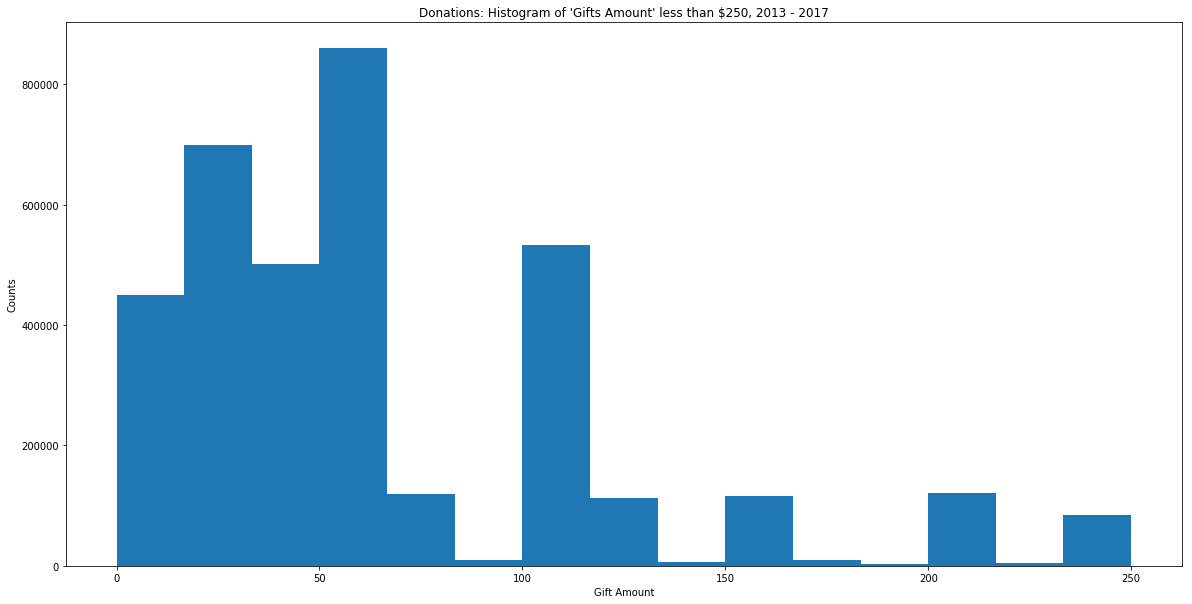 Donations: Histogram of 'Gifts Amount' less than $250, 2013 - 2017
800000
600000
Counts
400000
200000
0
0 50 100 150 200 250
Gift Amount